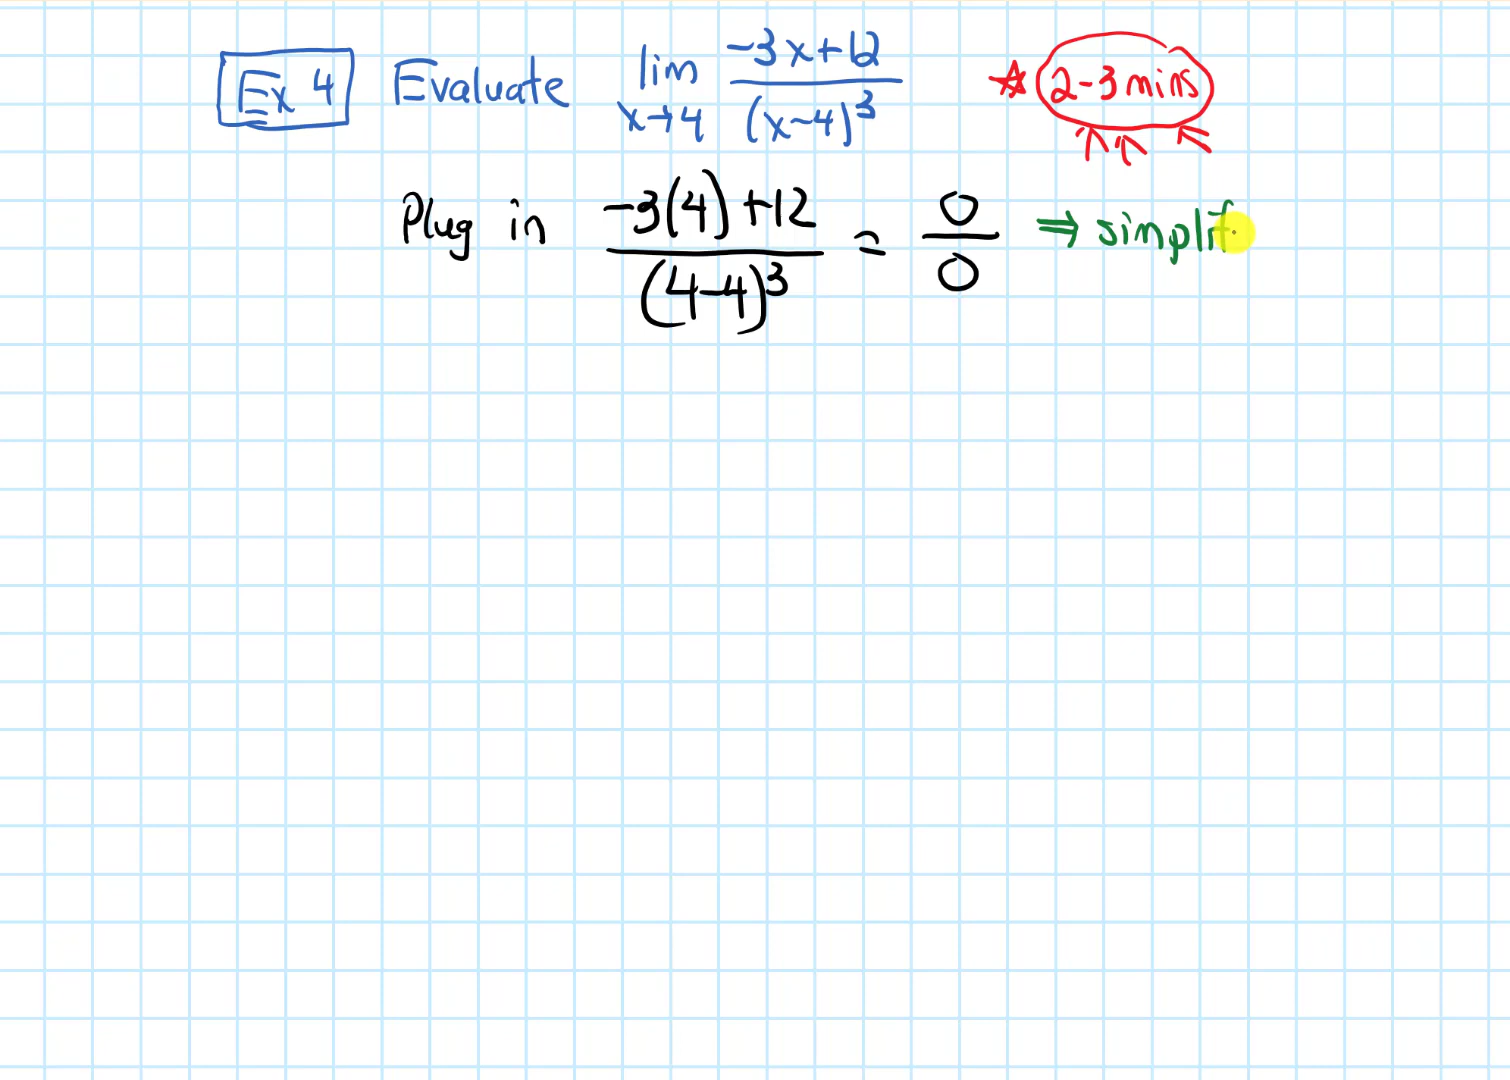 Ex 4 Evaluate lim x→4 (-3x+12)/(x-4)^3 ☆ 2-3 mins
Plug in (-3(4)+12)/(4-4)^3 = 0/0 ⇒ simplif